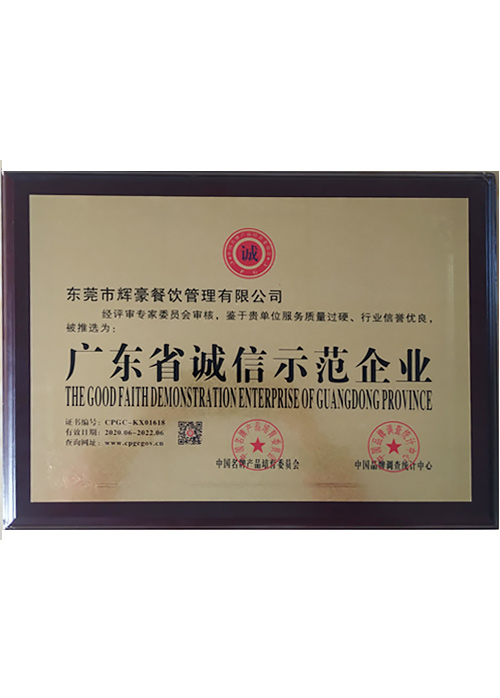 诚
东莞市辉豪餐饮管理有限公司
经评审专家委员会审核，鉴于贵单位服务质量过硬、行业信誉优良，
被推选为：
广东省诚信示范企业
THE GOOD FAITH DEMONSTRATION ENTERPRISE OF GUANGDONG PROVINCE
证书编号：CPGC-KX01618
有效日期：2020.06-2022.06
查询网址：www.cpgcgov.cn
中国名牌产品培育委员会
中国品牌调查统计中心